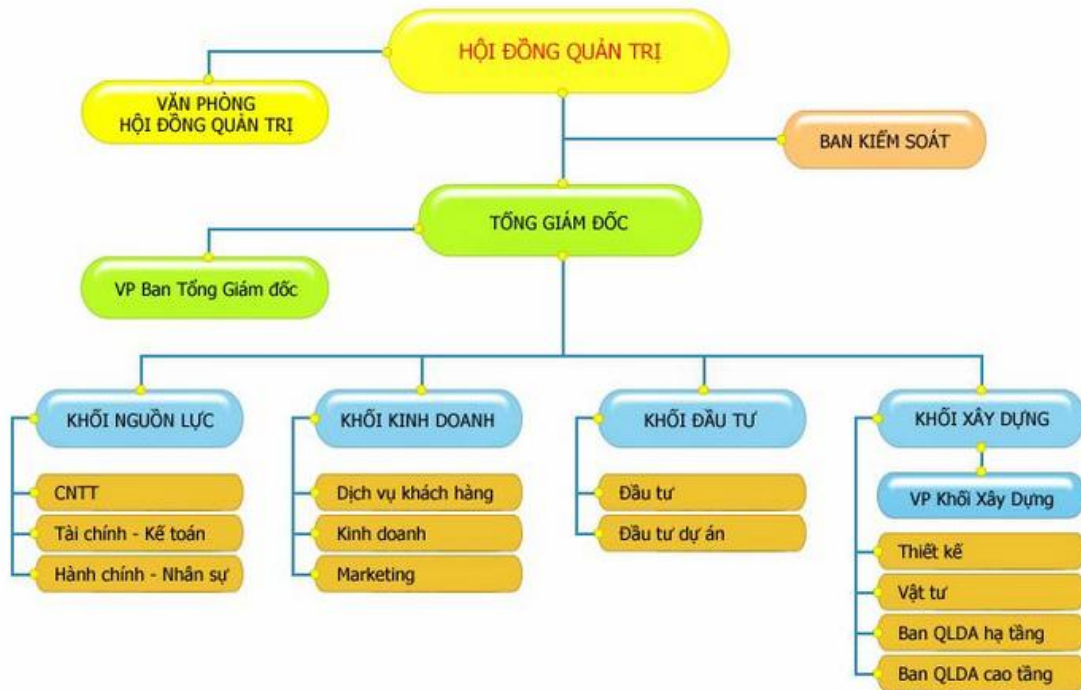 HỘI ĐỒNG QUẢN TRỊ
VĂN PHÒNG
HỘI ĐỒNG QUẢN TRỊ
BAN KIỂM SOÁT
TỔNG GIÁM ĐỐC
VP Ban Tổng Giám đốc
KHỐI NGUỒN LỰC
CNTT
Tài chính - Kế toán
Hành chính - Nhân sự
KHỐI KINH DOANH
Dịch vụ khách hàng
Kinh doanh
Marketing
KHỐI ĐẦU TƯ
Đầu tư
Đầu tư dự án
KHỐI XÂY DỰNG
VP Khối Xây Dựng
Thiết kế
Vật tư
Ban QLDA hạ tầng
Ban QLDA cao tầng